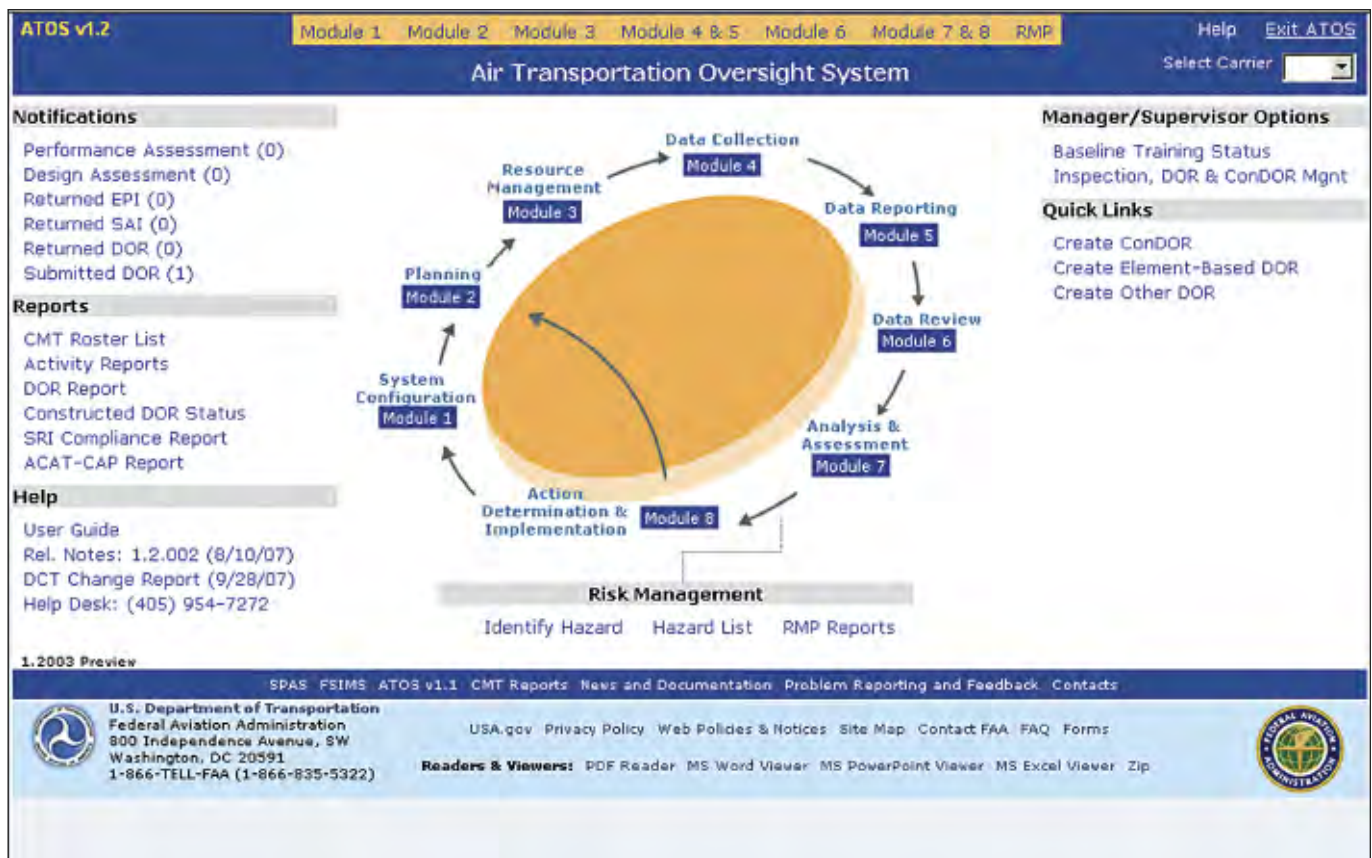 ATOS v1.2
Module 1 Module 2 Module 3 Module 4 & 5 Module 6 Module 7 & 8 RMP
Help Exit ATOS
Air Transportation Oversight System
Select Carrier
Notifications
Performance Assessment (0)
Design Assessment (0)
Returned EPI (0)
Returned SAI (0)
Returned DOR (0)
Submitted DOR (1)
Reports
CMT Roster List
Activity Reports
DOR Report
Constructed DOR Status
SRI Compliance Report
ACAT-CAP Report
Help
User Guide
Rel. Notes: 1.2.002 (8/10/07)
DCT Change Report (9/28/07)
Help Desk: (405) 954-7272
1.2003 Preview
System
Configuration
Module 1
Planning
Module 2
Resource
Management
Module 3
Data Collection
Module 4
Data Reporting
Module 5
Data Review
Module 6
Analysis &
Assessment
Module 7
Action
Determination &
Implementation
Module 8
Risk Management
Identify Hazard Hazard List RMP Reports
Manager/Supervisor Options
Baseline Training Status
Inspection, DOR & ConDOR Mgnt
Quick Links
Create ConDOR
Create Element-Based DOR
Create Other DOR
SPAS FSIMS ATOS v1.1 CMT Reports News and Documentation Problem Reporting and Feedback Contacts
U.S. Department of Transportation
Federal Aviation Administration
800 Independence Avenue, SW
Washington, DC 20591
1-866-TELL-FAA (1-866-835-5322)
USA.gov Privacy Policy Web Policies & Notices Site Map Contact FAA FAQ Forms
Readers & Viewers: PDF Reader MS Word Viewer MS PowerPoint Viewer MS Excel Viewer Zip
FEDERAL AVIATION
ADMINISTRATION